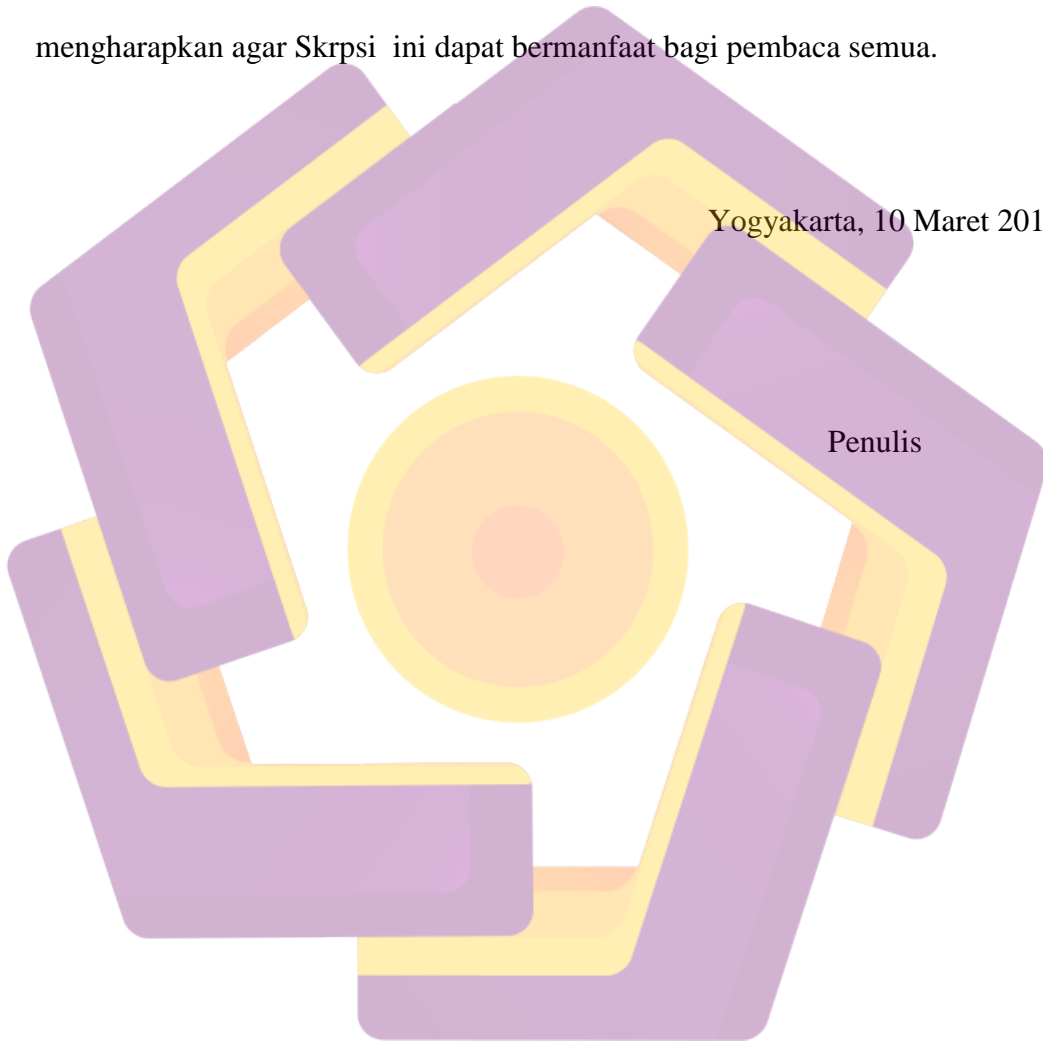 mengharapkan agar Skrpsi  ini dapat bermanfaat bagi pembaca semua.
Yogyakarta, 10 Maret 201
Penulis